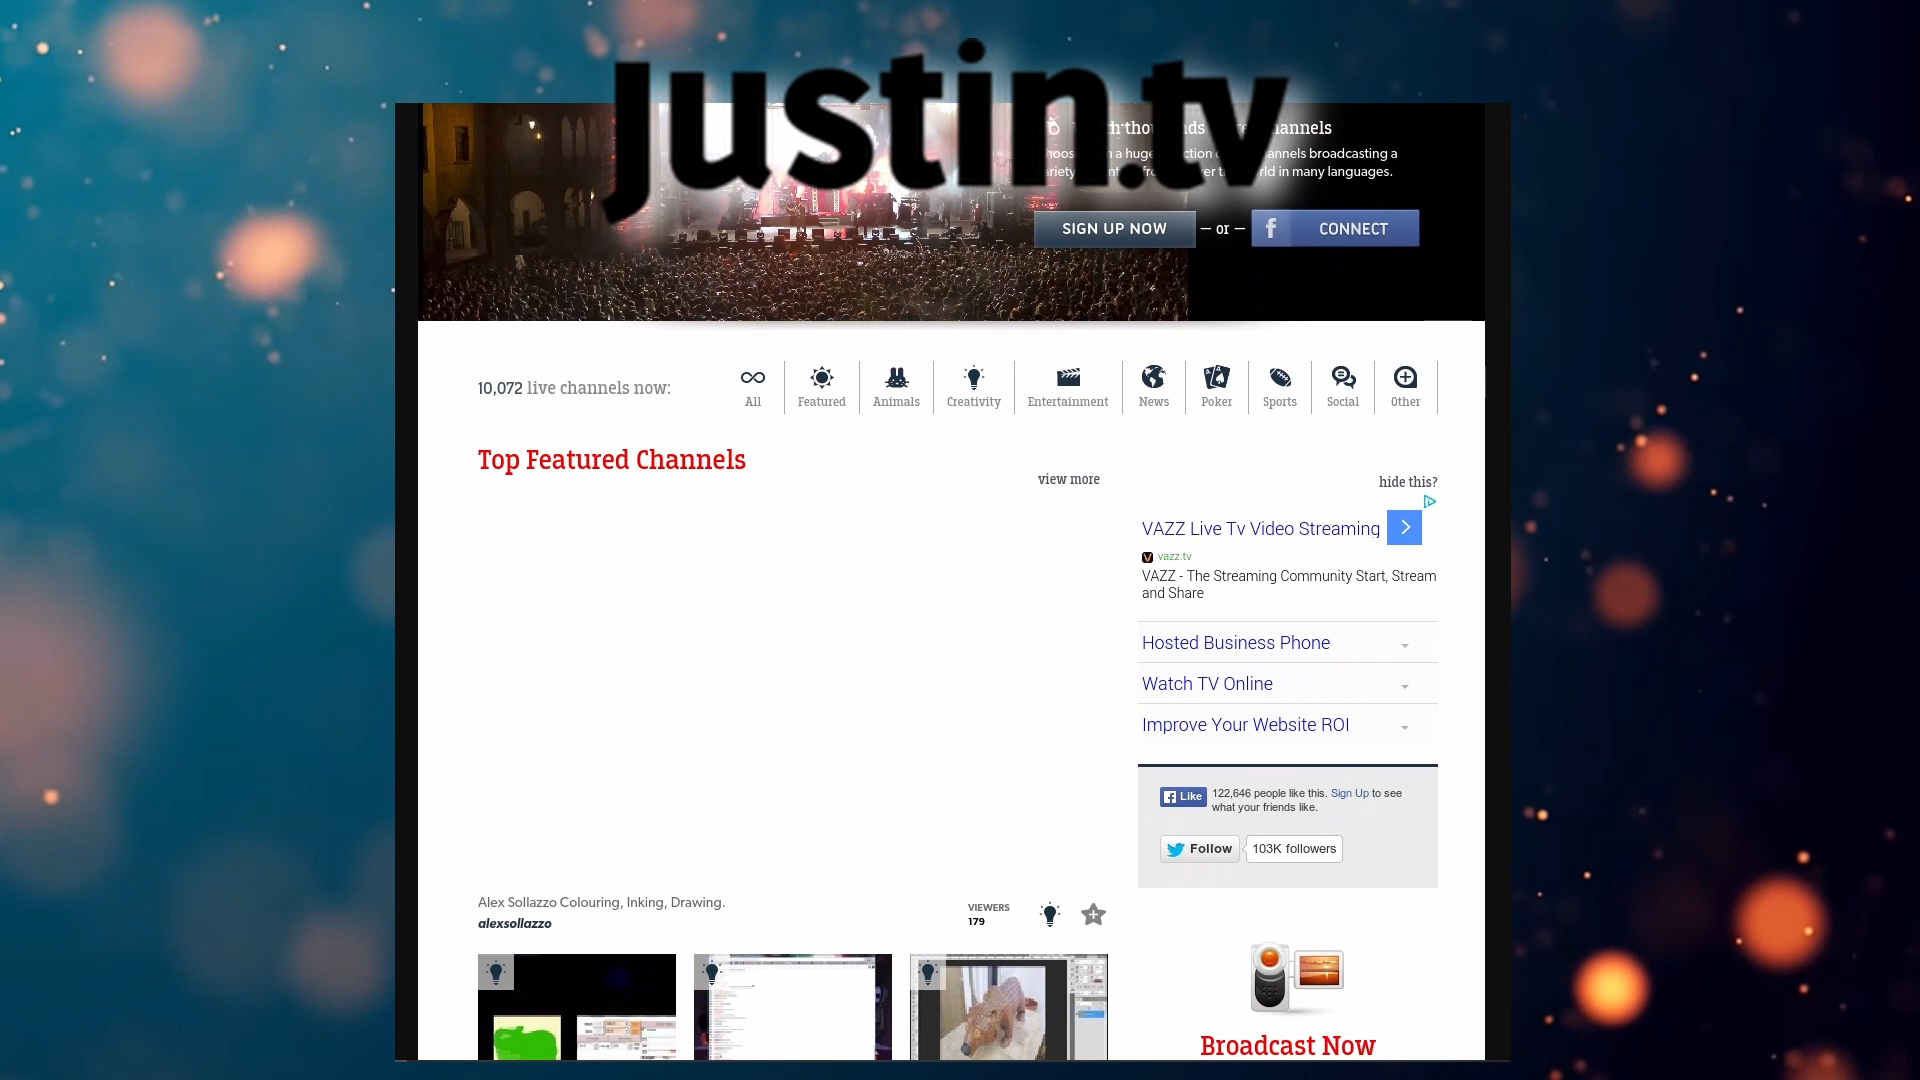 justin.tv
hannels
a huge
annels broadcasting a
in many languages.
SIGN UP NOW
— or —
f CONNECT
10,072 live channels now:
All
Featured
Animals
Creativity
Entertainment
News
Poker
Sports
Social
Other
Top Featured Channels
view more
hide this?
VAZZ Live Tv Video Streaming
vazz.tv
VAZZ - The Streaming Community Start, Stream
and Share
Hosted Business Phone
Watch TV Online
Improve Your Website ROI
Like
122,646 people like this. Sign Up to see
what your friends like.
Follow
103K followers
Alex Sollazzo Colouring, Inking, Drawing.
alexsollazzo
VIEWERS
179
Broadcast Now